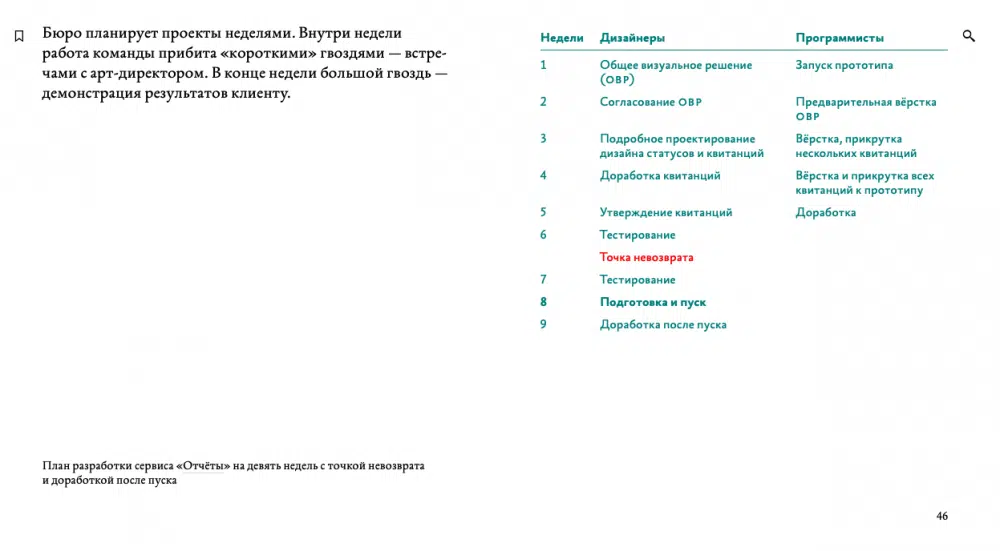 Бюро планирует проекты неделями. Внутри недели
работа команды прибита «короткими» гвоздями — встре-
чами с арт-директором. В конце недели большой гвоздь —
демонстрация результатов клиенту.
Недели Дизайнеры Программисты
1 Общее визуальное решение Запуск прототипа
(ОВР)
2 Согласование ОВР Предварительная вёрстка
ОВР
3 Подробное проектирование Вёрстка, прикрутка
дизайна статусов и квитанций нескольких квитанций
4 Доработка квитанций Вёрстка и прикрутка всех
квитанций к прототипу
5 Утверждение квитанций Доработка
6 Тестирование
Точка невозврата
7 Тестирование
8 Подготовка и пуск
9 Доработка после пуска
План разработки сервиса «Отчёты» на девять недель с точкой невозврата
и доработкой после пуска
46